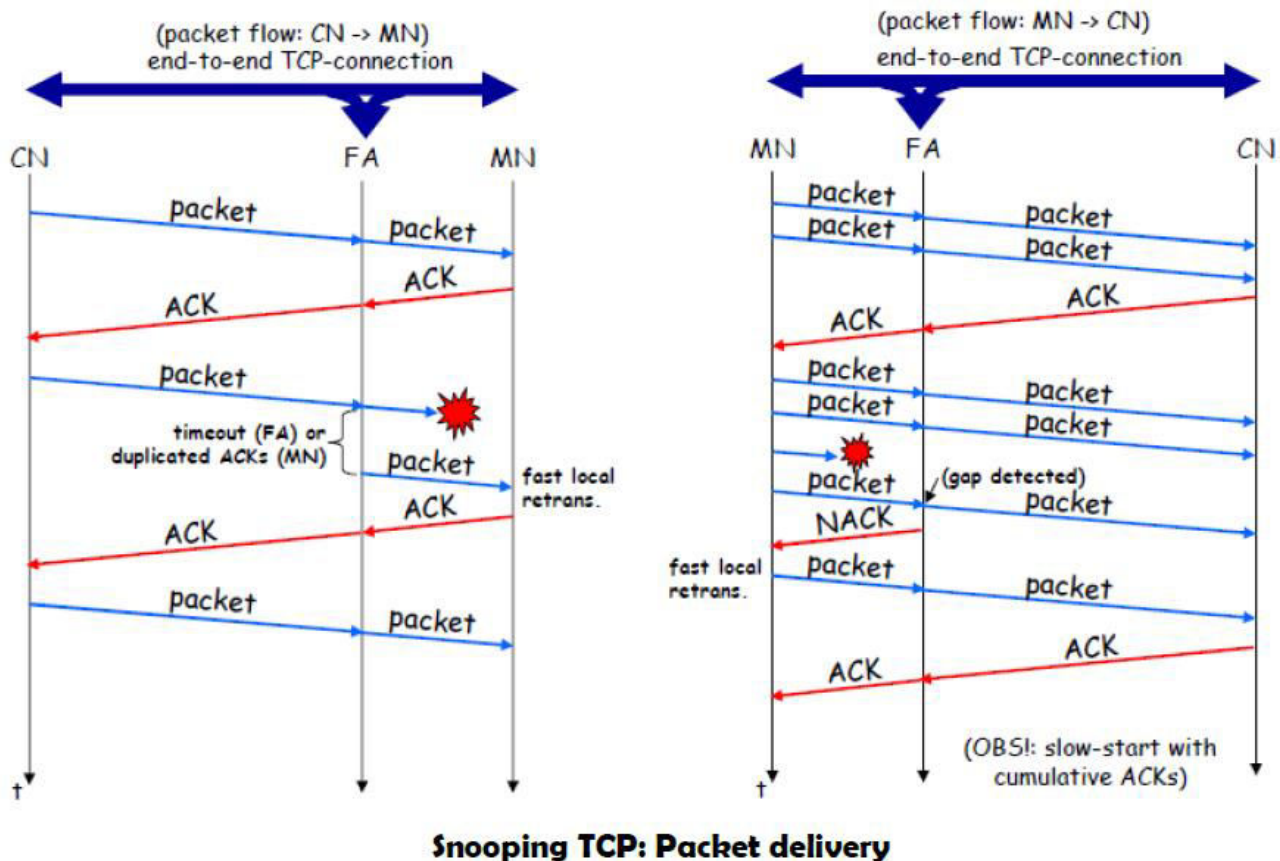 (packet flow: CN -> MN)
end-to-end TCP-connection
CN
FA
MN
packet
packet
ACK
ACK
packet
timeout (FA) or
duplicated ACKs (MN)
packet
fast local
retrans.
ACK
ACK
packet
packet
t
(packet flow: MN -> CN)
end-to-end TCP-connection
MN
FA
CN
packet
packet
packet
packet
ACK
ACK
packet
packet
packet
packet
(gap detected)
packet
packet
NACK
fast local
retrans.
packet
packet
ACK
ACK
(OBS!: slow-start with
cumulative ACKs)
t
Snooping TCP: Packet delivery